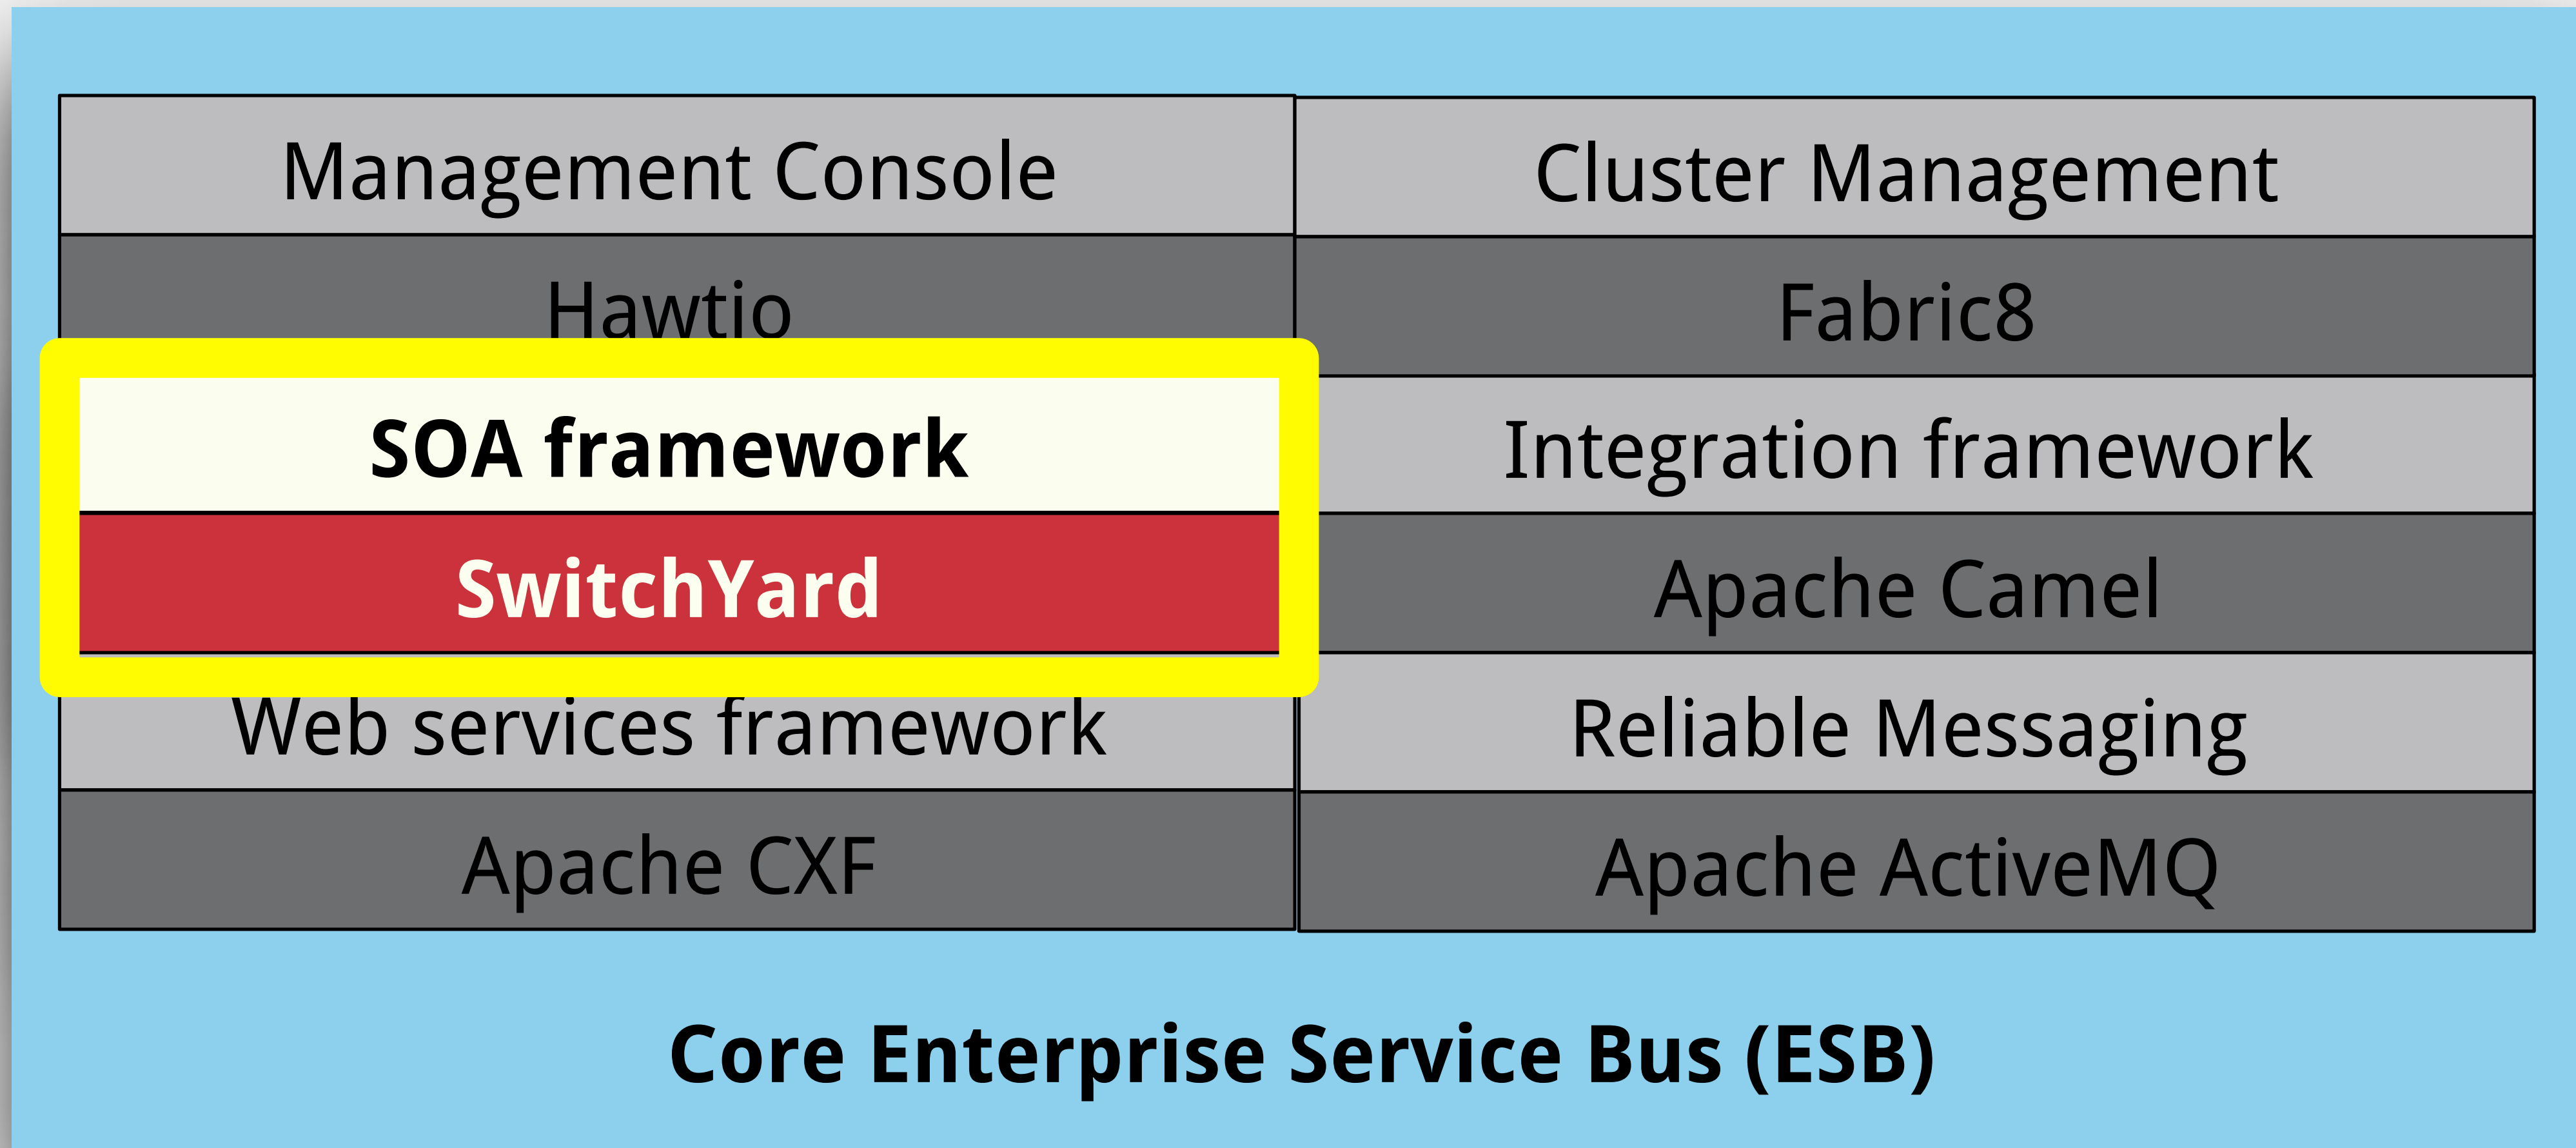 Management Console
Cluster Management
Hawtio
Fabric8
SOA framework
Integration framework
SwitchYard
Apache Camel
Web services framework
Reliable Messaging
Apache CXF
Apache ActiveMQ
Core Enterprise Service Bus (ESB)